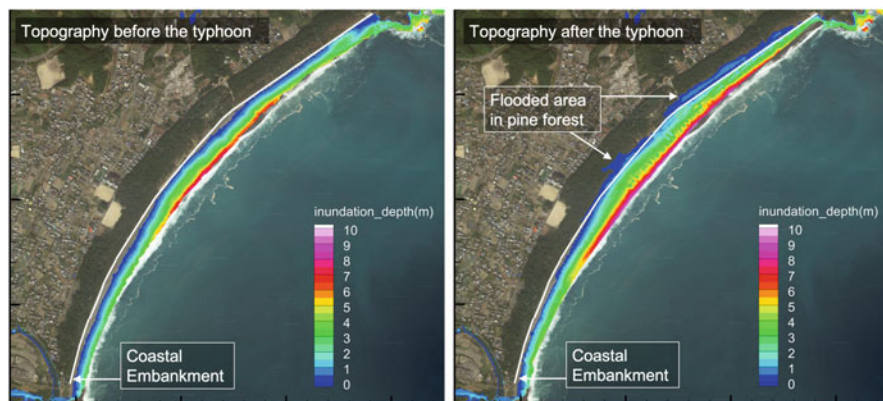 Topography before the typhoon
inundation_depth(m)
10
9
8
7
6
5
4
3
2
1
0
Coastal
Embankment
Topography after the typhoon
Flooded area
in pine forest
inundation_depth(m)
10
9
8
7
6
5
4
3
2
1
0
Coastal
Embankment